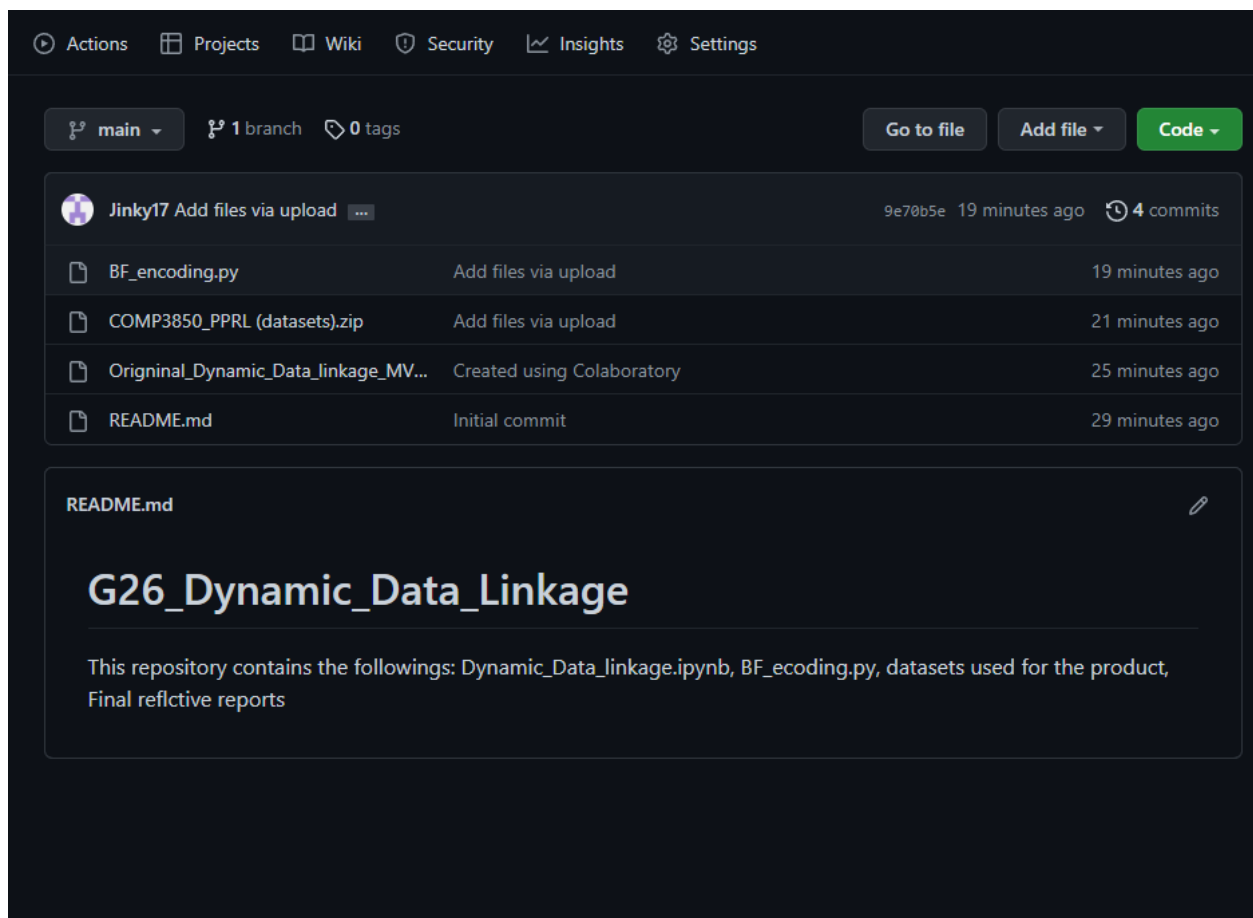 Actions Projects Wiki Security Insights Settings
main 1 branch 0 tags Go to file Add file Code
Jinky17 Add files via upload ... 9e70b5e 19 minutes ago 4 commits
BF_encoding.py Add files via upload 19 minutes ago
COMP3850_PPRL (datasets).zip Add files via upload 21 minutes ago
Origninal_Dynamic_Data_linkage_MV... Created using Colaboratory 25 minutes ago
README.md Initial commit 29 minutes ago
README.md
G26_Dynamic_Data_Linkage
This repository contains the followings: Dynamic_Data_linkage.ipynb, BF_ecoding.py, datasets used for the product,
Final reflctive reports